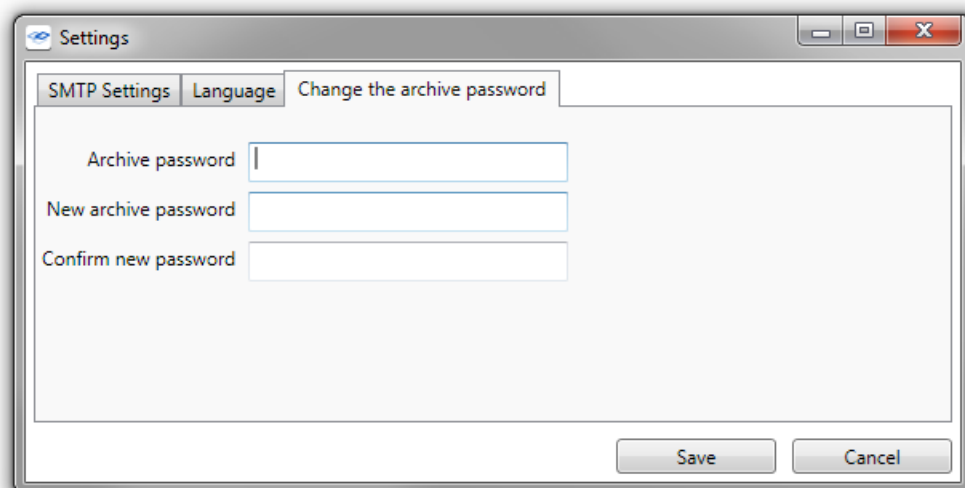 Settings
SMTP Settings Language Change the archive password
Archive password
New archive password
Confirm new password
Save Cancel